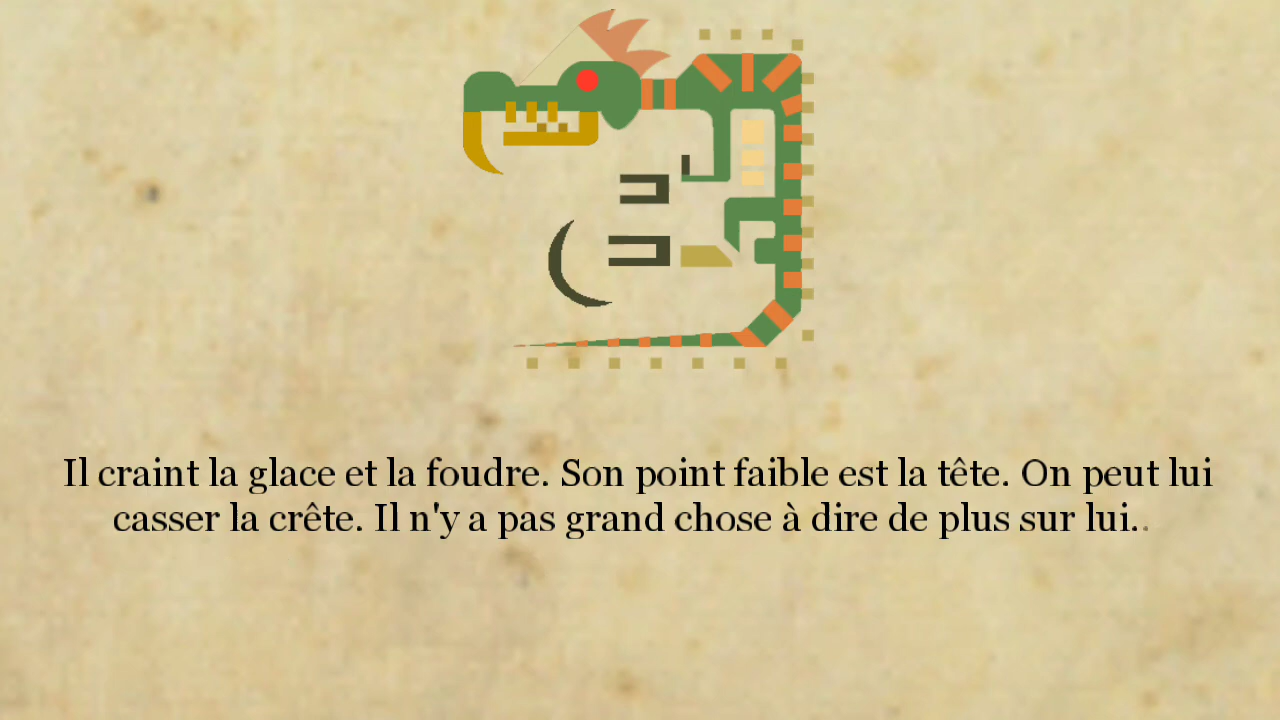 Il craint la glace et la foudre. Son point faible est la tête. On peut lui
casser la crête. Il n'y a pas grand chose à dire de plus sur lui..